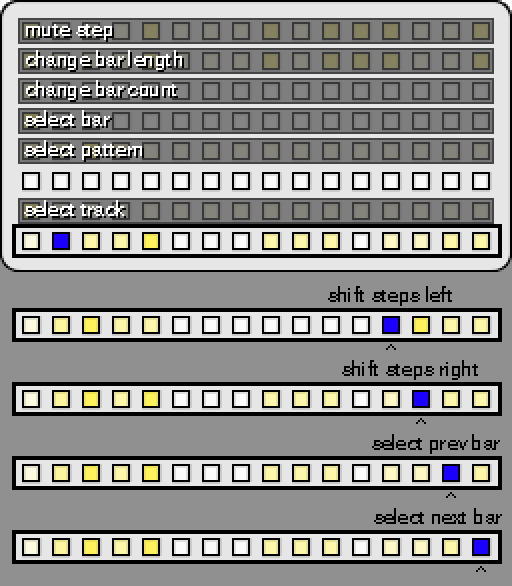 mute step
change bar length
change bar count
select bar
select pattern
select track
shift steps left
^
shift steps right
^
select prev bar
^
select next bar
^